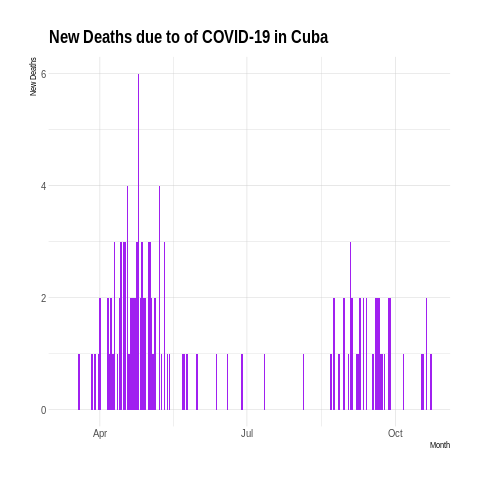 New Deaths due to of COVID-19 in Cuba
New Deaths
6
4
2
0
Apr
Jul
Oct
Month